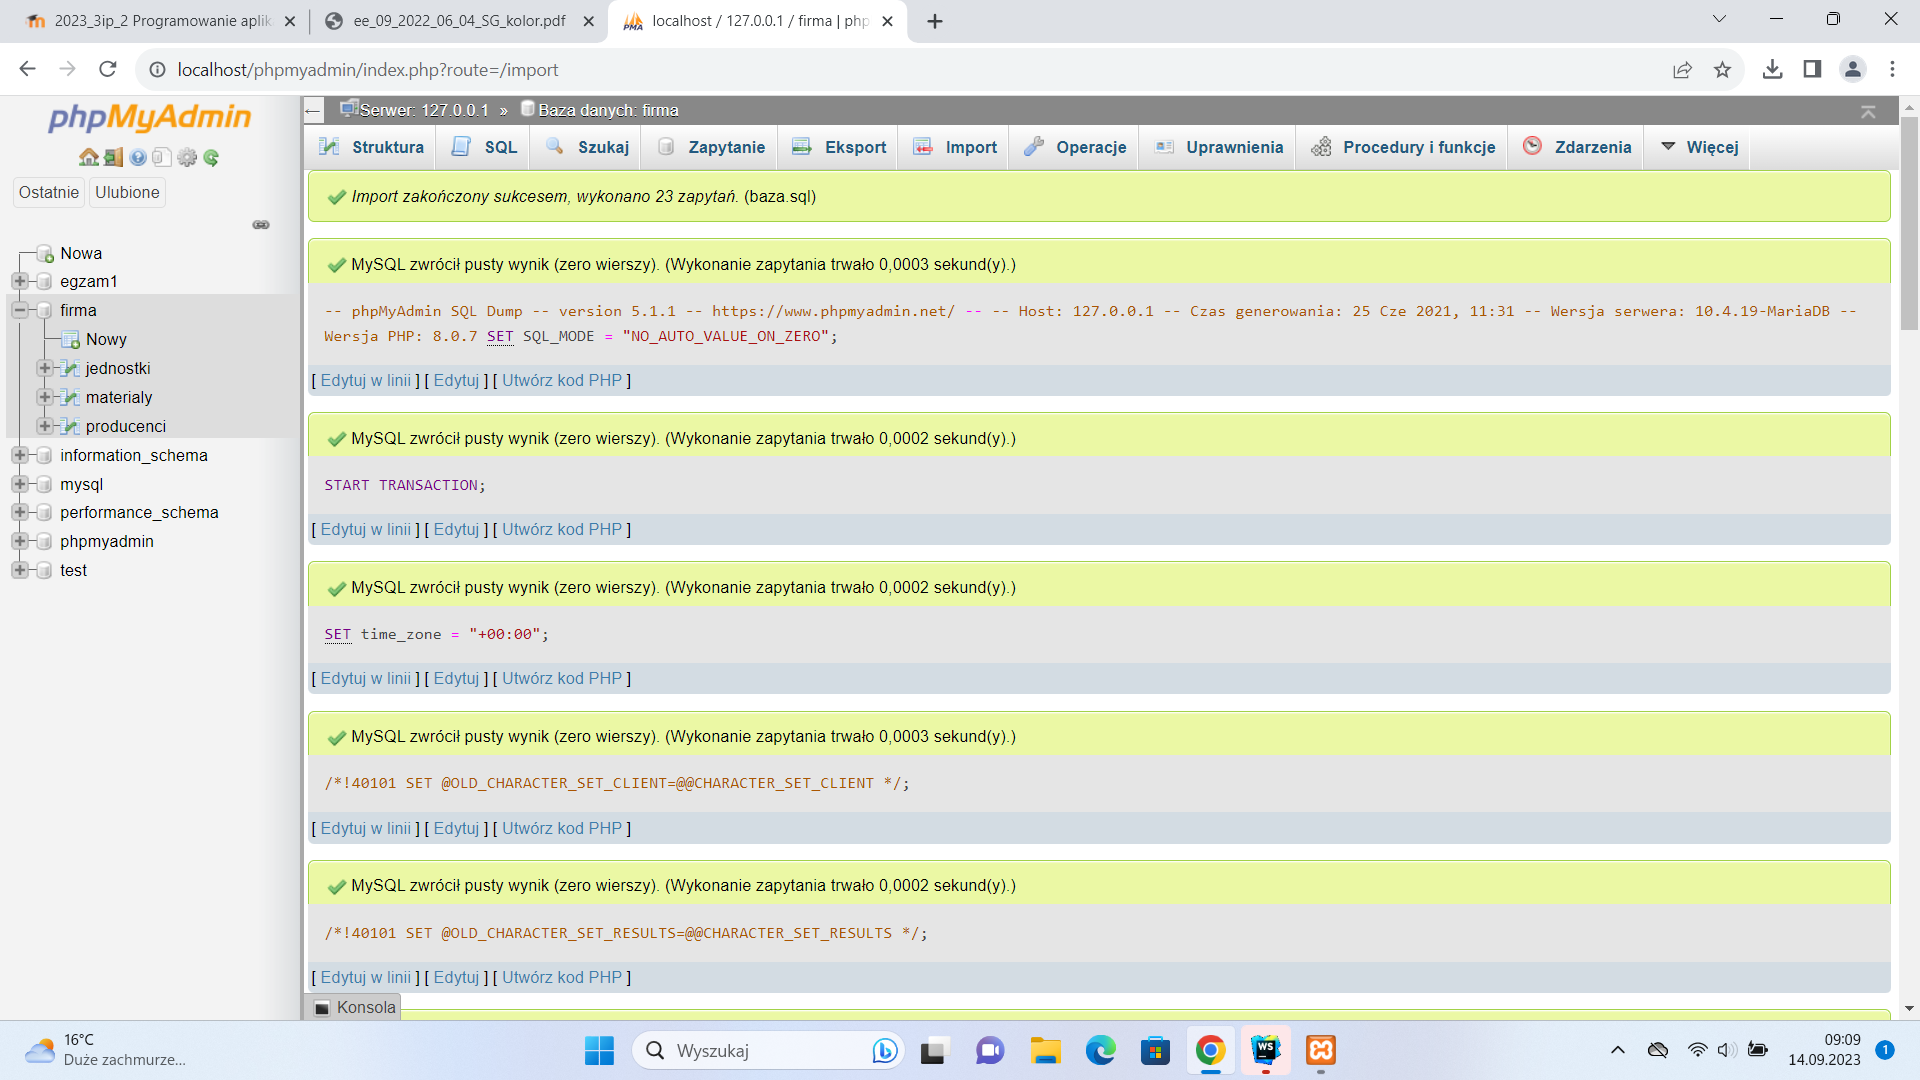 2023_3ip_2 Programowanie aplik
ee_09_2022_06_04_SG_kolor.pdf
localhost / 127.0.0.1 / firma | php
localhost/phpmyadmin/index.php?route=/import
phpMyAdmin
Ostatnie
Ulubione
Nowa
egzam1
firma
Nowy
jednostki
materialy
producenci
information_schema
mysql
performance_schema
phpmyadmin
test
Serwer: 127.0.0.1 » Baza danych: firma
Struktura
SQL
Szukaj
Zapytanie
Eksport
Import
Operacje
Uprawnienia
Procedury i funkcje
Zdarzenia
Więcej
Import zakończony sukcesem, wykonano 23 zapytań. (baza.sql)
MySQL zwrócił pusty wynik (zero wierszy). (Wykonanie zapytania trwało 0,0003 sekund(y).)
-- phpMyAdmin SQL Dump -- version 5.1.1 -- https://www.phpmyadmin.net/ -- -- Host: 127.0.0.1 -- Czas generowania: 25 Cze 2021, 11:31 -- Wersja serwera: 10.4.19-MariaDB --
Wersja PHP: 8.0.7 SET SQL_MODE = "NO_AUTO_VALUE_ON_ZERO";
[ Edytuj w linii ] [ Edytuj ] [ Utwórz kod PHP ]
MySQL zwrócił pusty wynik (zero wierszy). (Wykonanie zapytania trwało 0,0002 sekund(y).)
START TRANSACTION;
[ Edytuj w linii ] [ Edytuj ] [ Utwórz kod PHP ]
MySQL zwrócił pusty wynik (zero wierszy). (Wykonanie zapytania trwało 0,0002 sekund(y).)
SET time_zone = "+00:00";
[ Edytuj w linii ] [ Edytuj ] [ Utwórz kod PHP ]
MySQL zwrócił pusty wynik (zero wierszy). (Wykonanie zapytania trwało 0,0003 sekund(y).)
/*!40101 SET @OLD_CHARACTER_SET_CLIENT=@@CHARACTER_SET_CLIENT */;
[ Edytuj w linii ] [ Edytuj ] [ Utwórz kod PHP ]
MySQL zwrócił pusty wynik (zero wierszy). (Wykonanie zapytania trwało 0,0002 sekund(y).)
/*!40101 SET @OLD_CHARACTER_SET_RESULTS=@@CHARACTER_SET_RESULTS */;
[ Edytuj w linii ] [ Edytuj ] [ Utwórz kod PHP ]
Konsola
16°C
Duże zachmurze...
Wyszukaj
WS
09:09
14.09.2023
1